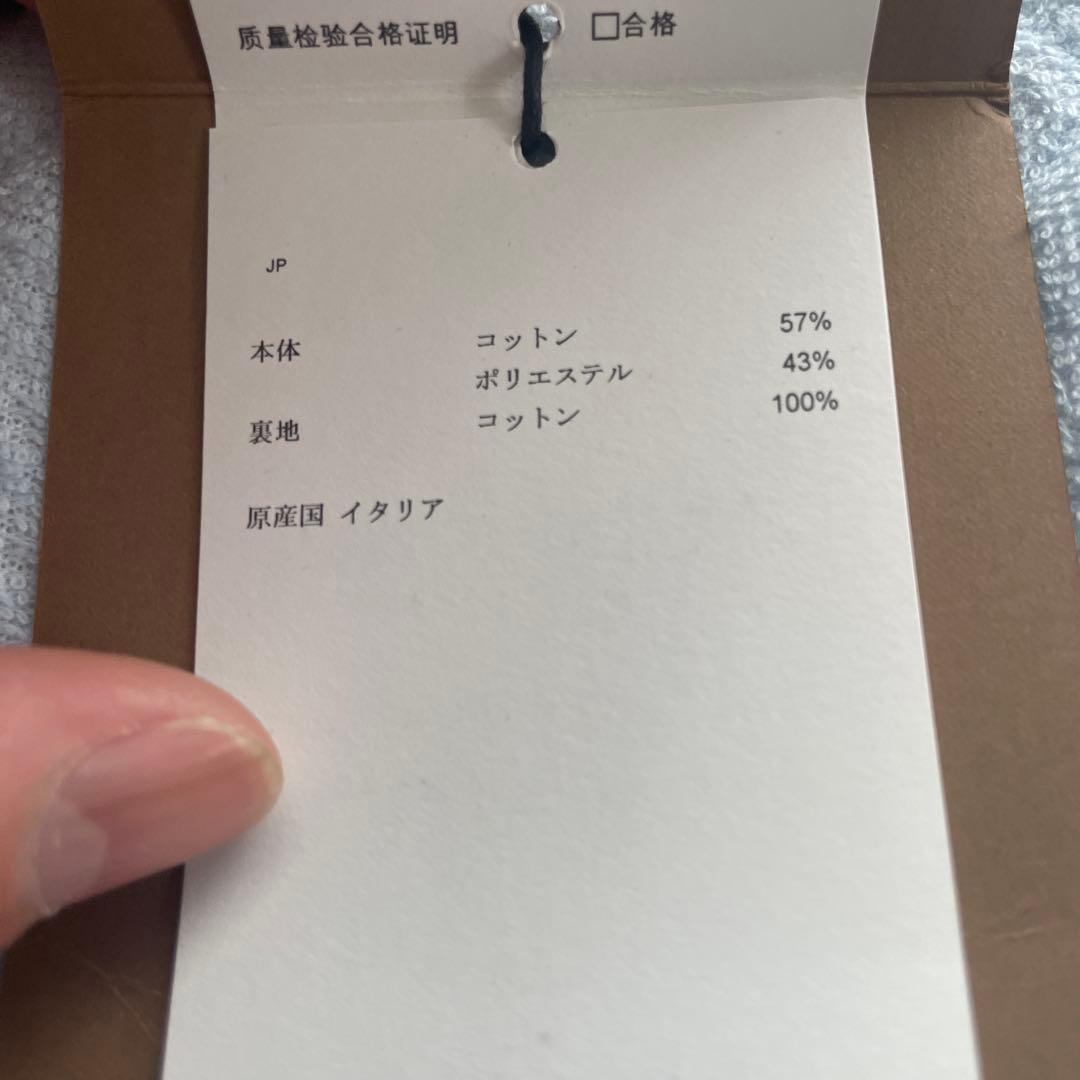 质量检验合格证明 □合格
JP
本体 コットン 57%
ポリエステル 43%
裏地 コットン 100%
原産国 イタリア